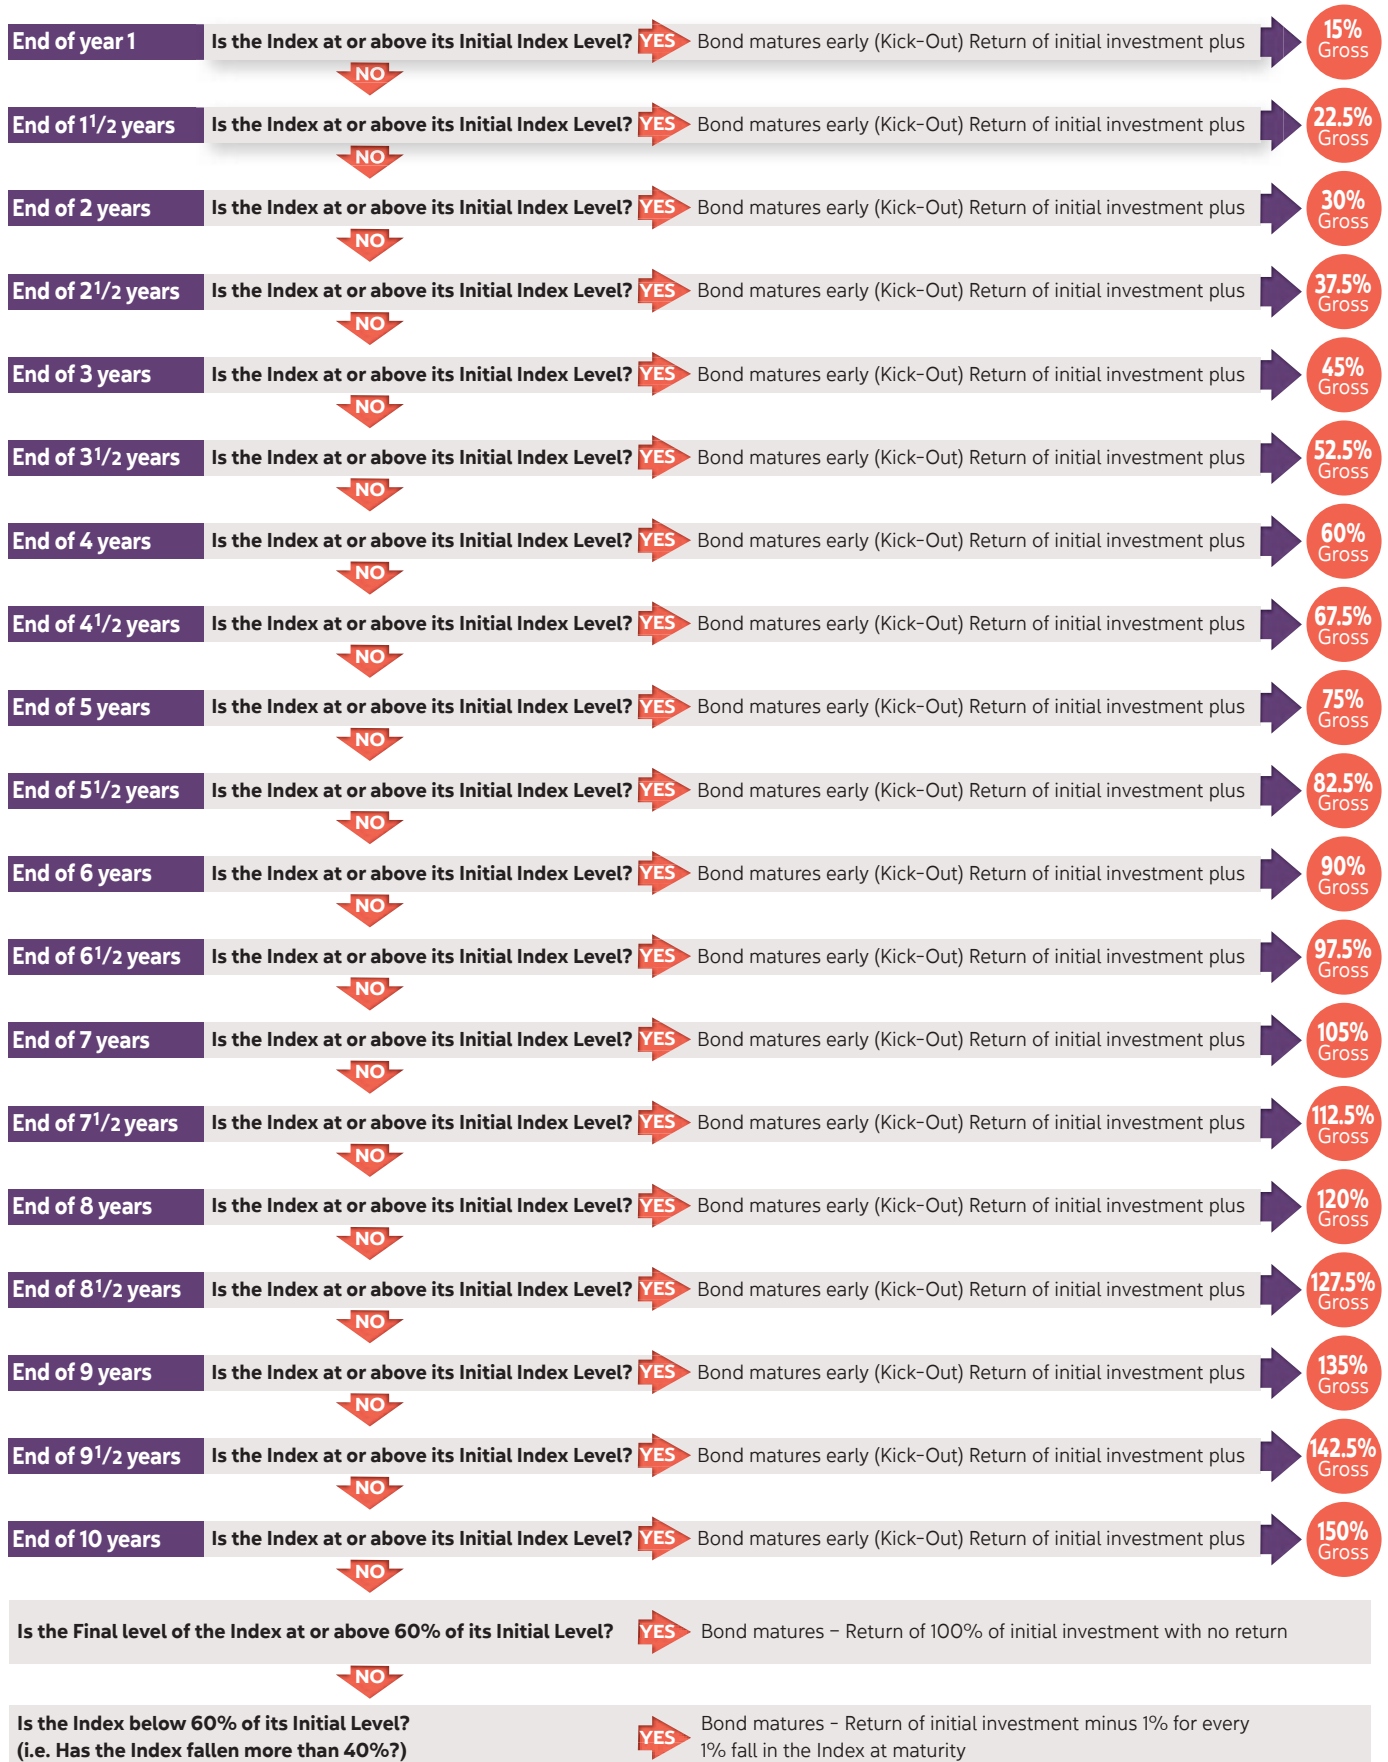 End of year 1 Is the Index at or above its Initial Index Level? YES Bond matures early (Kick-Out) Return of initial investment plus 15% Gross
NO
End of 1 1/2 years Is the Index at or above its Initial Index Level? YES Bond matures early (Kick-Out) Return of initial investment plus 22.5% Gross
NO
End of 2 years Is the Index at or above its Initial Index Level? YES Bond matures early (Kick-Out) Return of initial investment plus 30% Gross
NO
End of 2 1/2 years Is the Index at or above its Initial Index Level? YES Bond matures early (Kick-Out) Return of initial investment plus 37.5% Gross
NO
End of 3 years Is the Index at or above its Initial Index Level? YES Bond matures early (Kick-Out) Return of initial investment plus 45% Gross
NO
End of 3 1/2 years Is the Index at or above its Initial Index Level? YES Bond matures early (Kick-Out) Return of initial investment plus 52.5% Gross
NO
End of 4 years Is the Index at or above its Initial Index Level? YES Bond matures early (Kick-Out) Return of initial investment plus 60% Gross
NO
End of 4 1/2 years Is the Index at or above its Initial Index Level? YES Bond matures early (Kick-Out) Return of initial investment plus 67.5% Gross
NO
End of 5 years Is the Index at or above its Initial Index Level? YES Bond matures early (Kick-Out) Return of initial investment plus 75% Gross
NO
End of 5 1/2 years Is the Index at or above its Initial Index Level? YES Bond matures early (Kick-Out) Return of initial investment plus 82.5% Gross
NO
End of 6 years Is the Index at or above its Initial Index Level? YES Bond matures early (Kick-Out) Return of initial investment plus 90% Gross
NO
End of 6 1/2 years Is the Index at or above its Initial Index Level? YES Bond matures early (Kick-Out) Return of initial investment plus 97.5% Gross
NO
End of 7 years Is the Index at or above its Initial Index Level? YES Bond matures early (Kick-Out) Return of initial investment plus 105% Gross
NO
End of 7 1/2 years Is the Index at or above its Initial Index Level? YES Bond matures early (Kick-Out) Return of initial investment plus 112.5% Gross
NO
End of 8 years Is the Index at or above its Initial Index Level? YES Bond matures early (Kick-Out) Return of initial investment plus 120% Gross
NO
End of 8 1/2 years Is the Index at or above its Initial Index Level? YES Bond matures early (Kick-Out) Return of initial investment plus 127.5% Gross
NO
End of 9 years Is the Index at or above its Initial Index Level? YES Bond matures early (Kick-Out) Return of initial investment plus 135% Gross
NO
End of 9 1/2 years Is the Index at or above its Initial Index Level? YES Bond matures early (Kick-Out) Return of initial investment plus 142.5% Gross
NO
End of 10 years Is the Index at or above its Initial Index Level? YES Bond matures early (Kick-Out) Return of initial investment plus 150% Gross
NO
Is the Final level of the Index at or above 60% of its Initial Level? YES Bond matures – Return of 100% of initial investment with no return
NO
Is the Index below 60% of its Initial Level?
(i.e. Has the Index fallen more than 40%?)
YES
Bond matures - Return of initial investment minus 1% for every
1% fall in the Index at maturity